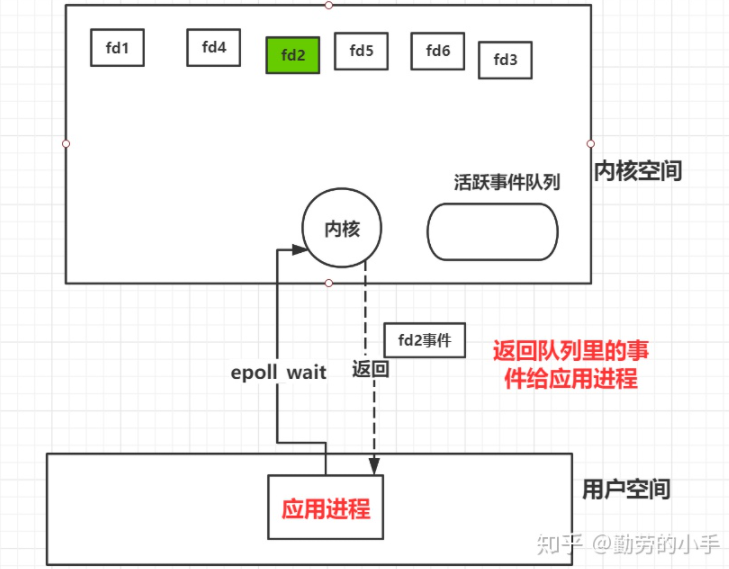 fd1
fd4
fd2
fd5
fd6
fd3
内核空间
活跃事件队列
内核
fd2事件
返回队列里的事
件给应用进程
epoll wait
返回
用户空间
应用进程
知乎 @勤劳的小手